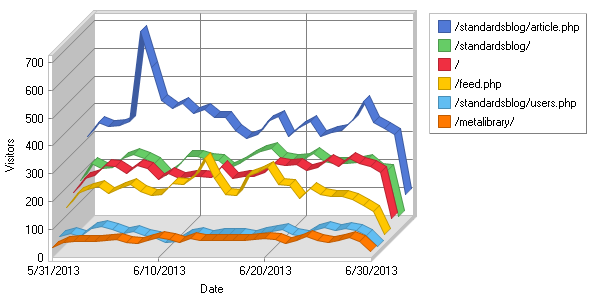 700
600
500
400
300
200
100
0
Visitors
5/31/2013 6/10/2013 6/20/2013 6/30/2013
Date
/standardsblog/article.php
/standardsblog/
/
/feed.php
/standardsblog/users.php
/metalibrary/